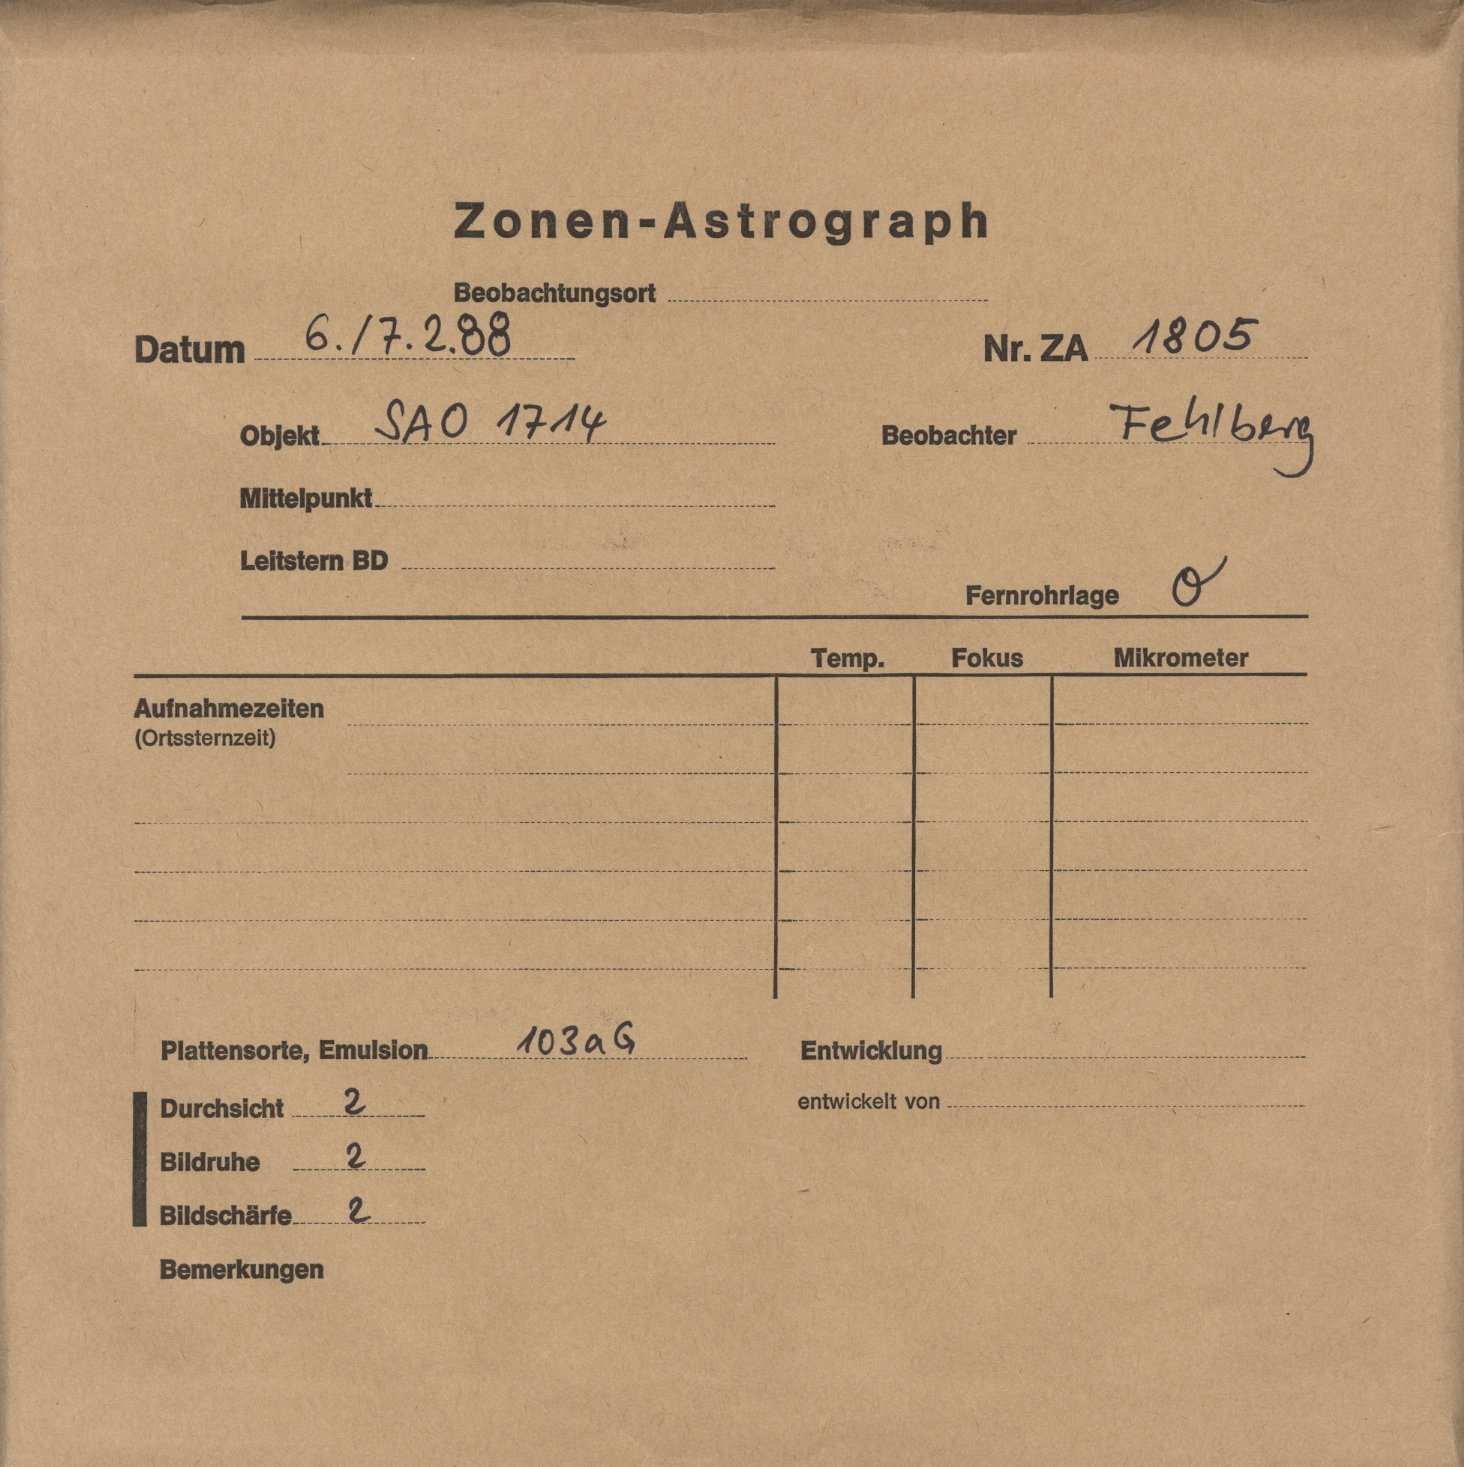 Zonen-Astrograph
Beobachtungsort
Datum 6./7.2.88 Nr. ZA 1805
Objekt SAO 1714 Beobachter Fehlberg
Mittelpunkt
Leitstern BD
Fernrohrlage O
Temp. Fokus Mikrometer
Aufnahmezeiten
(Ortssternzeit)
Plattensorte, Emulsion 103aG Entwicklung
Durchsicht 2 entwickelt von
Bildruhe 2
Bildschärfe 2
Bemerkungen